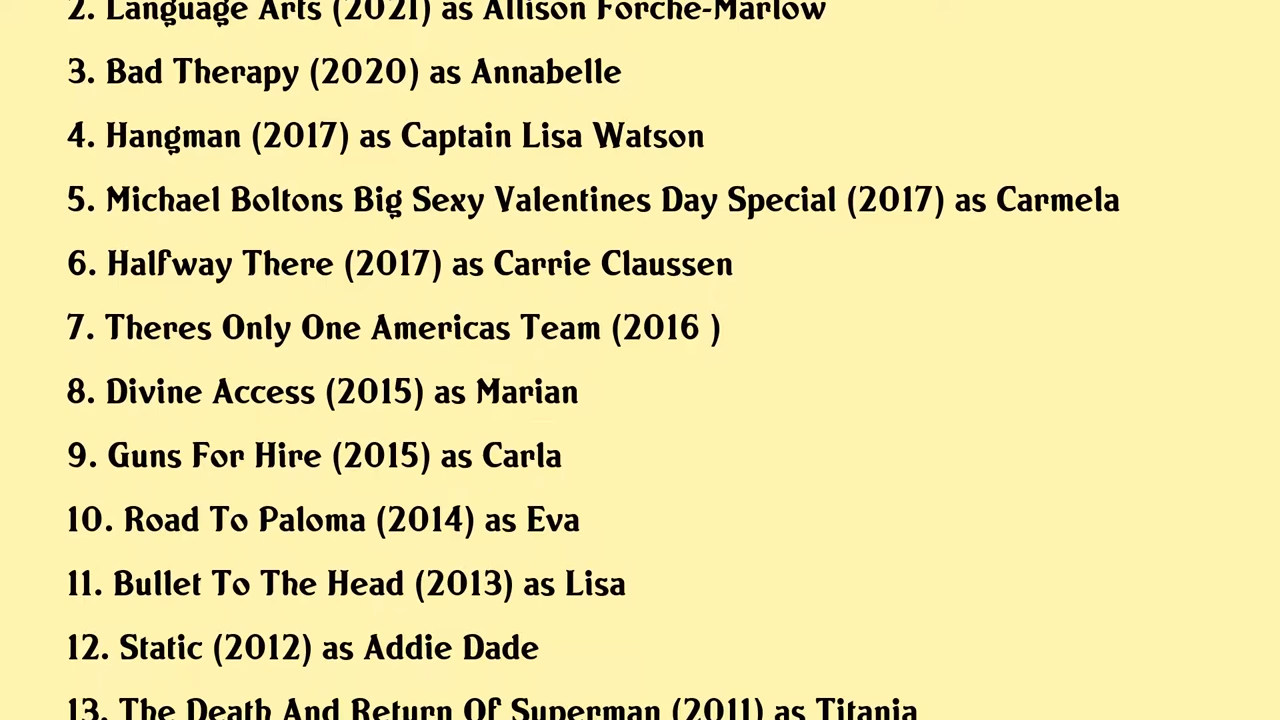 2. Language Arts (2021) as Allison Forche-Marlow
3. Bad Therapy (2020) as Annabelle
4. Hangman (2017) as Captain Lisa Watson
5. Michael Boltons Big Sexy Valentines Day Special (2017) as Carmela
6. Halfway There (2017) as Carrie Claussen
7. Theres Only One Americas Team (2016 )
8. Divine Access (2015) as Marian
9. Guns For Hire (2015) as Carla
10. Road To Paloma (2014) as Eva
11. Bullet To The Head (2013) as Lisa
12. Static (2012) as Addie Dade
13. The Death And Return Of Superman (2011) as Titania